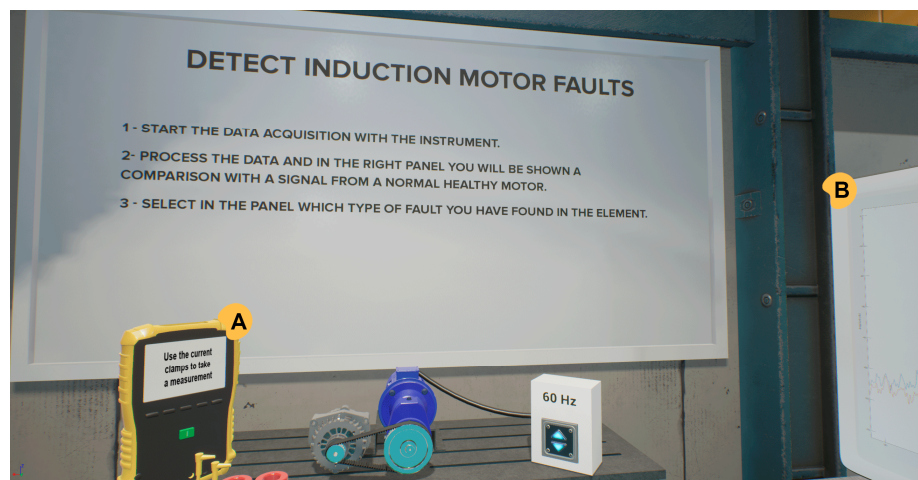 DETECT INDUCTION MOTOR FAULTS
1 - START THE DATA ACQUISITION WITH THE INSTRUMENT.
2- PROCESS THE DATA AND IN THE RIGHT PANEL YOU WILL BE SHOWN A
COMPARISON WITH A SIGNAL FROM A NORMAL HEALTHY MOTOR.
3 - SELECT IN THE PANEL WHICH TYPE OF FAULT YOU HAVE FOUND IN THE ELEMENT.
B
A
Use the current
clamps to take
a measurement
60 Hz